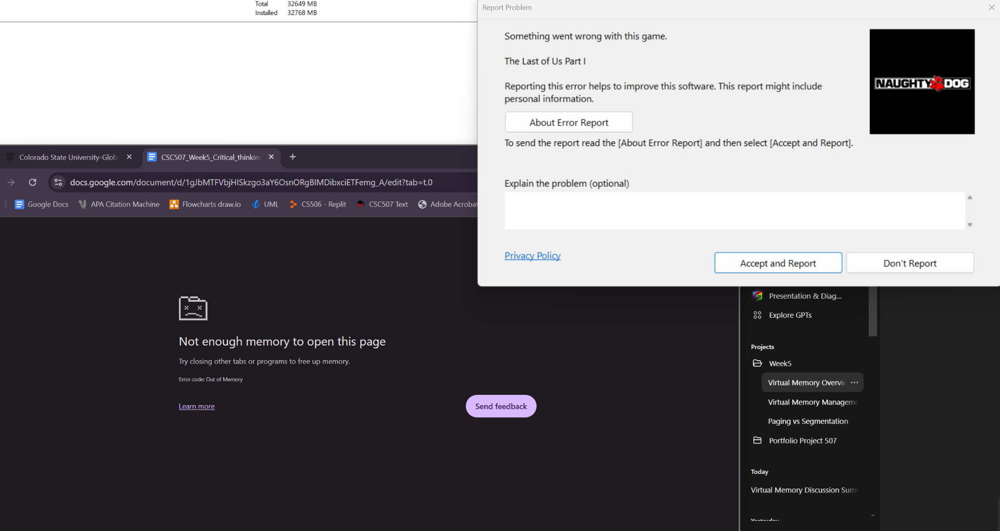 Total 32649 MB
Installed 32768 MB
Report Problem
Something went wrong with this game.
The Last of Us Part I
Reporting this error helps to improve this software. This report might include
personal information.
NAUGHTY DOG
About Error Report
To send the report read the [About Error Report] and then select [Accept and Report].
Explain the problem (optional)
Privacy Policy
Accept and Report
Don't Report
Colorado State University-Globa
CSC507_Week5_Critical_thinking
docs.google.com/document/d/1gJbMTFVbjHISkzgo3aY6OsnORgBIMDibxciETFemg_A/edit?tab=t.0
Google Docs
APA Citation Machine
Flowcharts draw.io
UML
CS506 - Replit
CSC507 Text
Adobe Acrobat
Not enough memory to open this page
Try closing other tabs or programs to free up memory.
Error code: Out of Memory
Learn more
Send feedback
Presentation & Diag...
Explore GPTs
Projects
Week5
Virtual Memory Overvie
Virtual Memory Manageme
Paging vs Segmentation
Portfolio Project 507
Today
Virtual Memory Discussion Sum
Yesterday